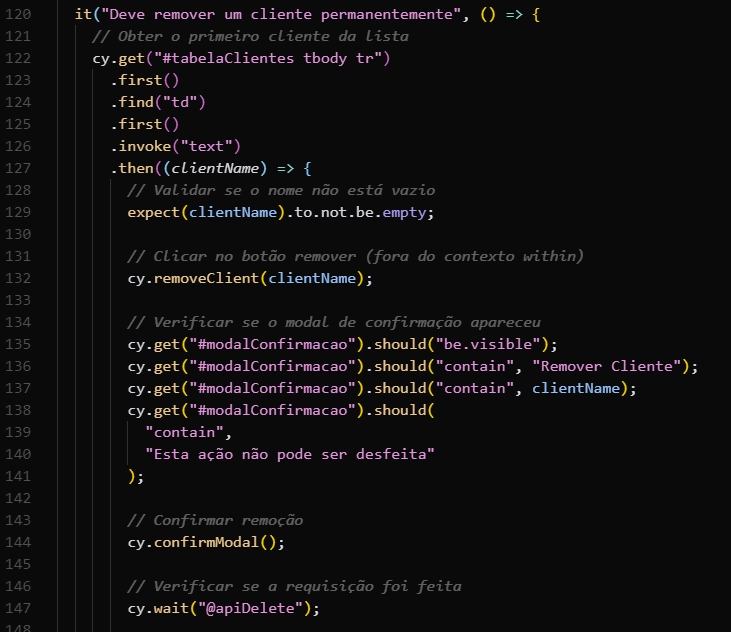 120 it("Deve remover um cliente permanentemente", () => {
121 // Obter o primeiro cliente da lista
122 cy.get("#tabelaClientes tbody tr")
123 .first()
124 .find("td")
125 .first()
126 .invoke("text")
127 .then((clientName) => {
128 // Validar se o nome não está vazio
129 expect(clientName).to.not.be.empty;
130
131 // Clicar no botão remover (fora do contexto within)
132 cy.removeClient(clientName);
133
134 // Verificar se o modal de confirmação apareceu
135 cy.get("#modalConfirmacao").should("be.visible");
136 cy.get("#modalConfirmacao").should("contain", "Remover Cliente");
137 cy.get("#modalConfirmacao").should("contain", clientName);
138 cy.get("#modalConfirmacao").should(
139 "contain",
140 "Esta ação não pode ser desfeita"
141 );
142
143 // Confirmar remoção
144 cy.confirmModal();
145
146 // Verificar se a requisição foi feita
147 cy.wait("@apiDelete");
148